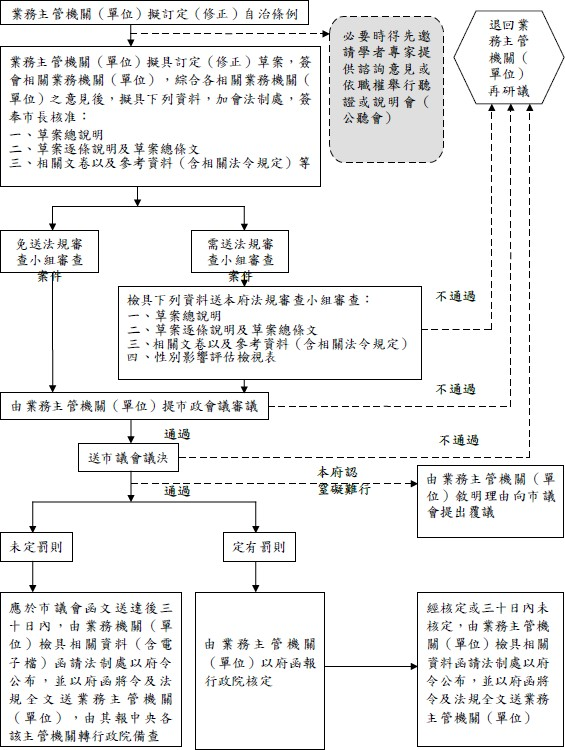 業務主管機關（單位）擬訂定（修正）自治條例
必要時得先邀
請學者專家提
供諮詢意見或
依職權舉行聽
證或說明會（
公聽會）
退回業
務主管
機關（
單位）
再研議
業務主管機關（單位）擬具訂定（修正）草案，簽
會相關業務機關（單位），綜合各相關業務機關（
單位）之意見後，擬具下列資料，加會法制處，簽
奉市長核准：
一、草案總說明
二、草案逐條說明及草案總條文
三、相關文卷以及參考資料（含相關法令規定）等
免送法規審
查小組審查
案件
需送法規審
查小組審查
案件
檢具下列資料送本府法規審查小組審查：
一、草案總說明
二、草案逐條說明及草案總條文
三、相關文卷以及參考資料（含相關法令規定）
四、性別影響評估檢視表
不通過
由業務主管機關（單位）提市政會議審議
不通過
通過
送市議會議決
不通過
通過
本府認
窒礙難行
由業務主管機關（單
位）敘明理由向市議
會提出覆議
未定罰則
定有罰則
應於市議會函文送達後三
十日內，由業務機關（單
位）檢具相關資料（含電
子檔）函請法制處以府令
公布，並以府函將令及法
規全文送業務主管機關
（單位），由其報中央各
該主管機關轉行政院備查
由業務主管機關
（單位）以府函報
行政院核定
經核定或三十日內未
核定，由業務主管機
關（單位）檢具相關
資料函請法制處以府
令公布，並以府函將
令及法規全文送業務
主管機關（單位）